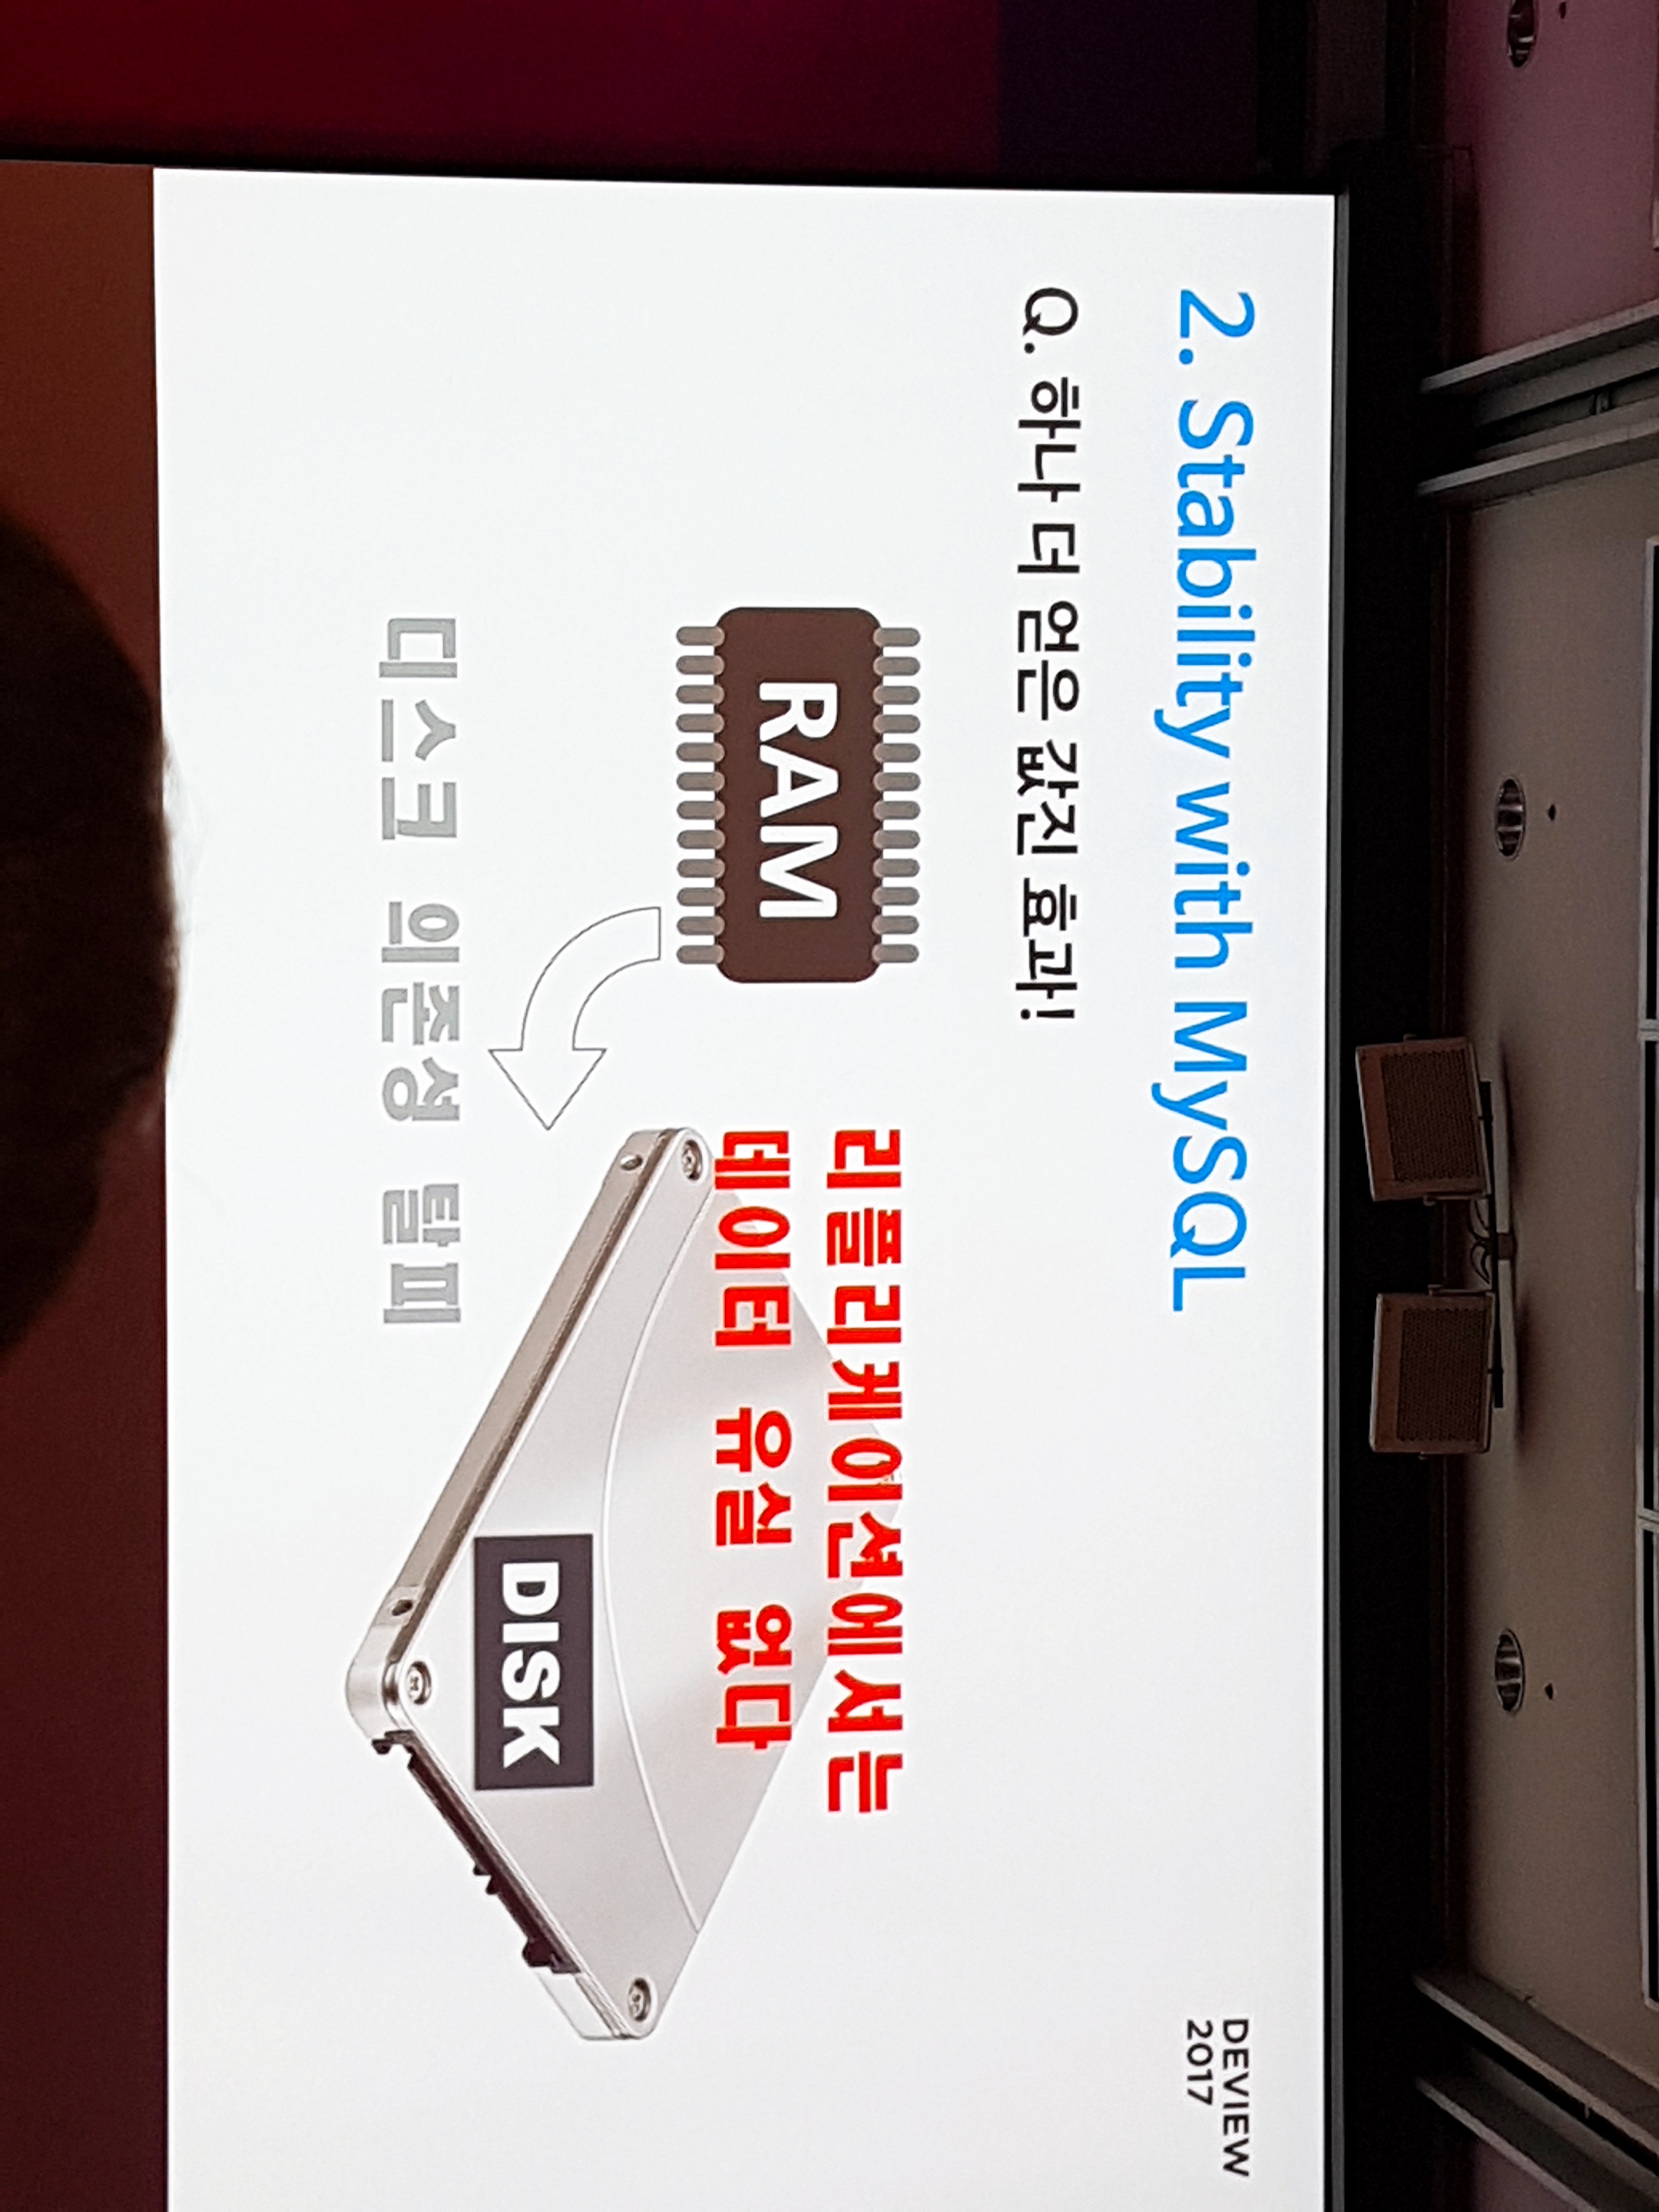 2. Stability with MySQL
DEVIEW
2017
Q. 하나 더 얻은 값진 효과!
RAM
리플리케이션에서는
데이터 유실 없다
DISK
디스크 의존성 탈피